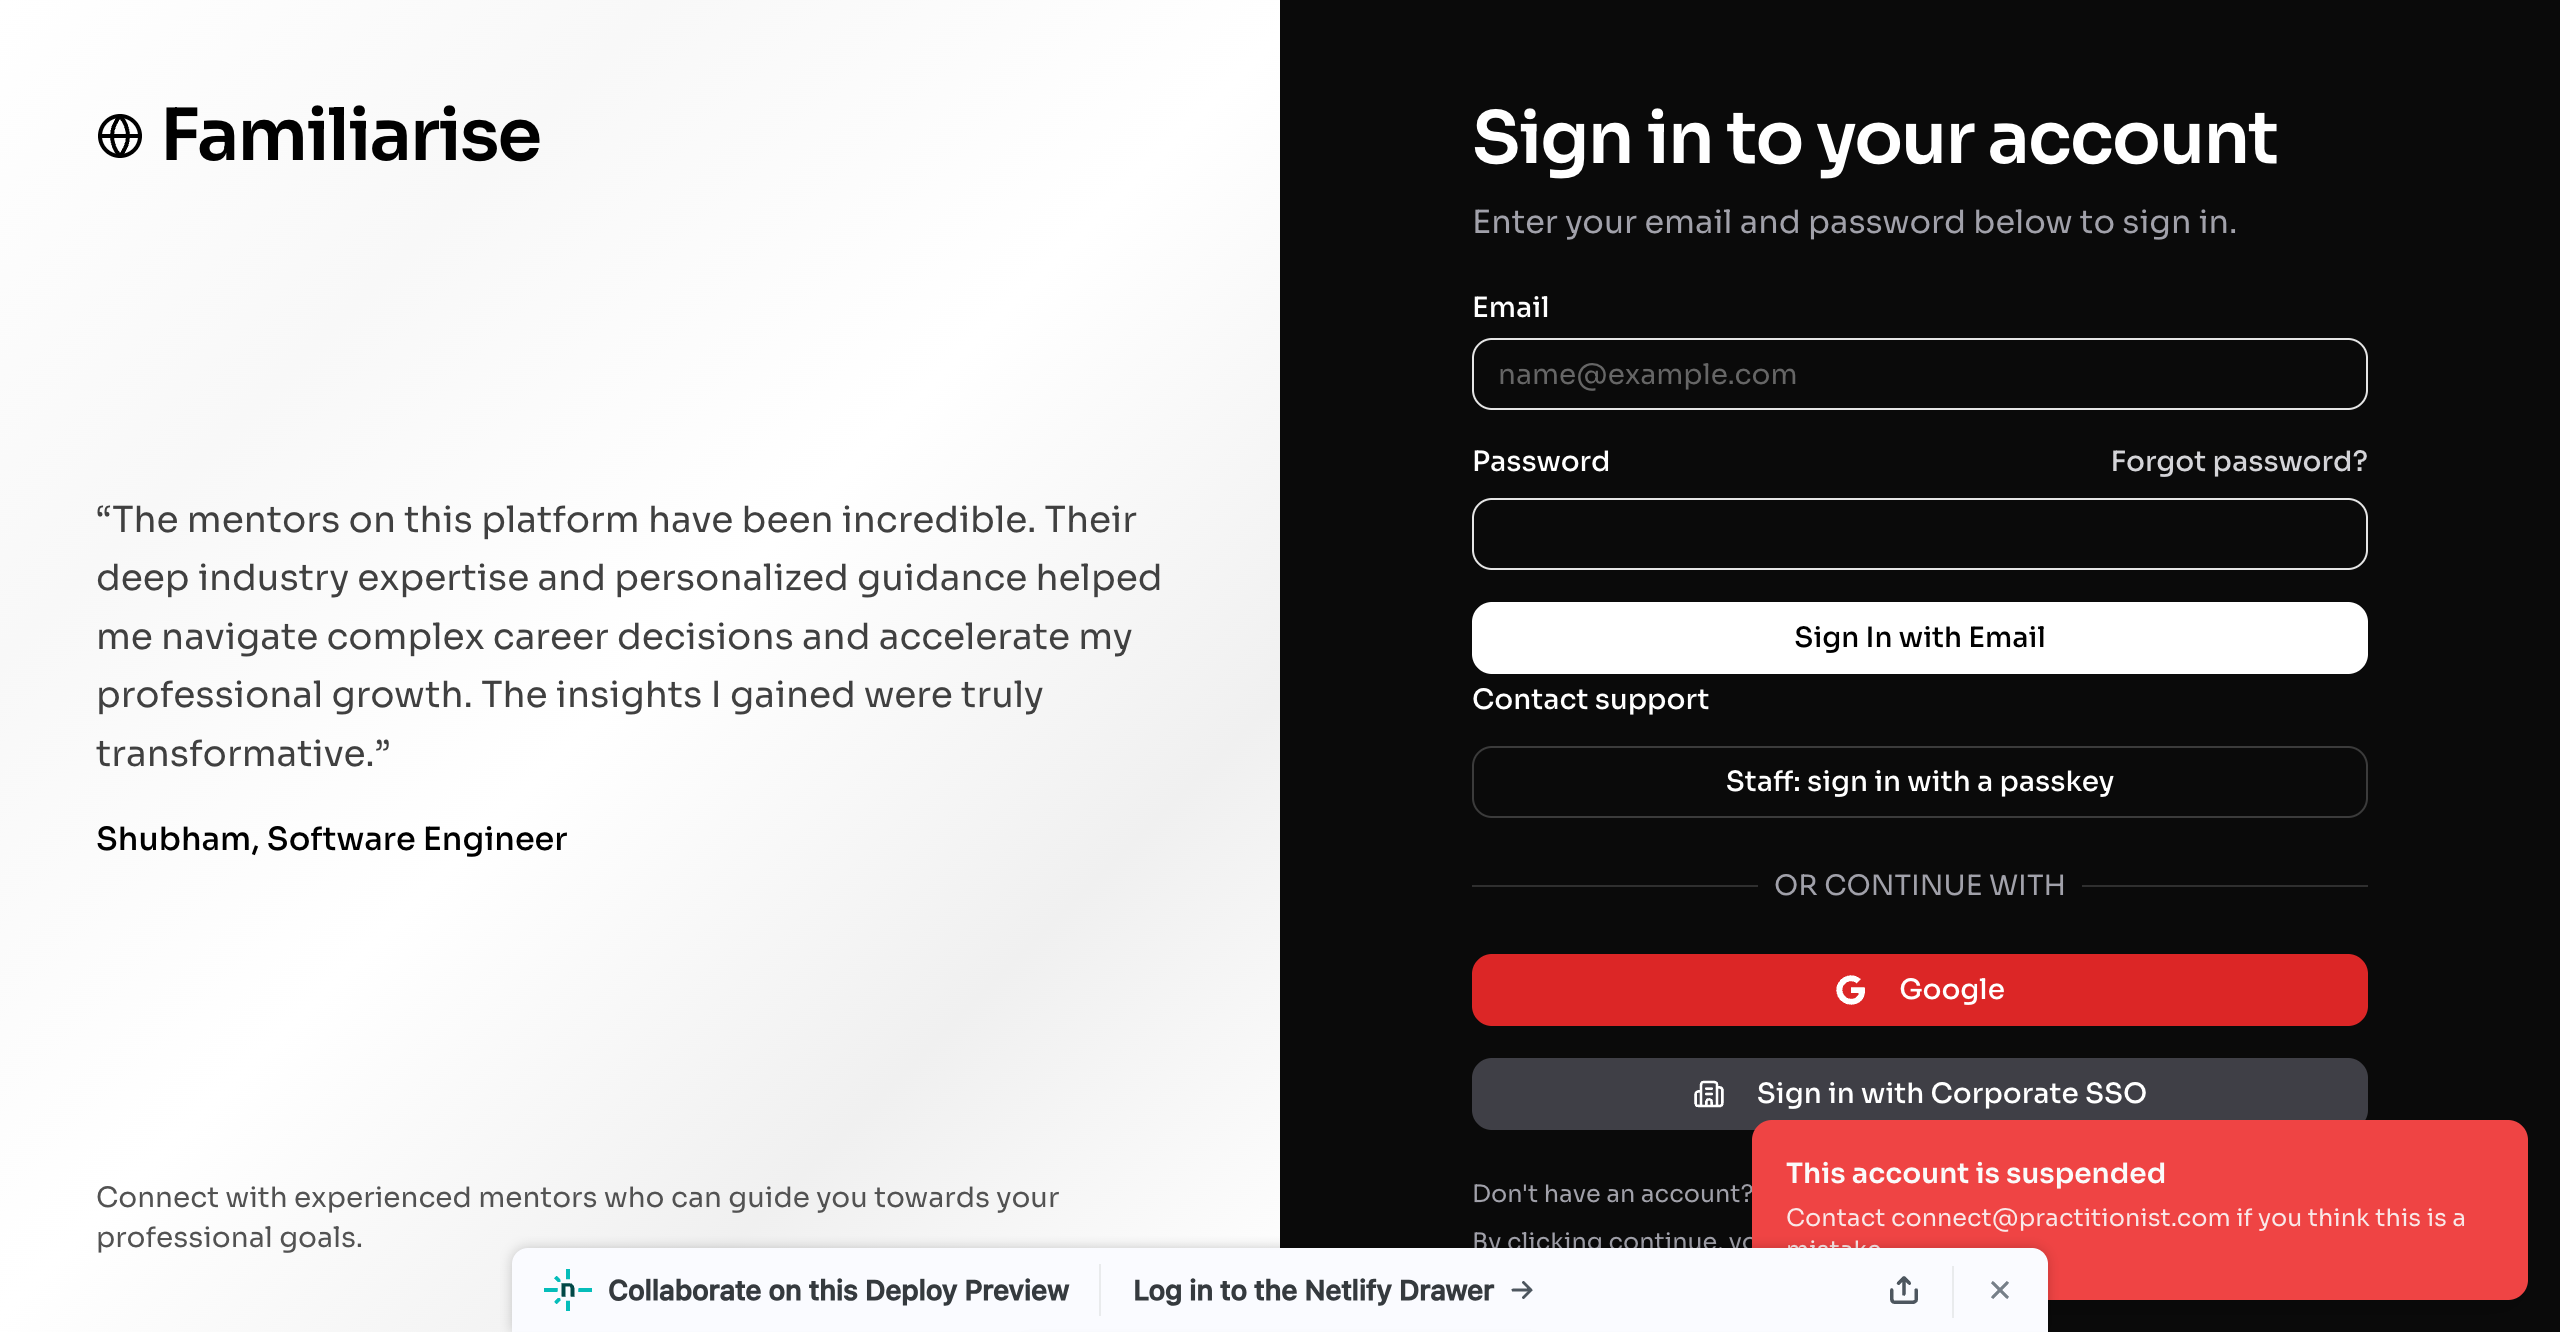 Familiarise
“The mentors on this platform have been incredible. Their
deep industry expertise and personalized guidance helped
me navigate complex career decisions and accelerate my
professional growth. The insights I gained were truly
transformative.”
Shubham, Software Engineer
Connect with experienced mentors who can guide you towards your
professional goals.
Sign in to your account
Enter your email and password below to sign in.
Email
name@example.com
Password
Forgot password?
Sign In with Email
Contact support
Staff: sign in with a passkey
OR CONTINUE WITH
Google
Sign in with Corporate SSO
Don't have an account?
By clicking continue,
This account is suspended
Contact connect@practitionist.com if you think this is a
mistake
Collaborate on this Deploy Preview
Log in to the Netlify Drawer